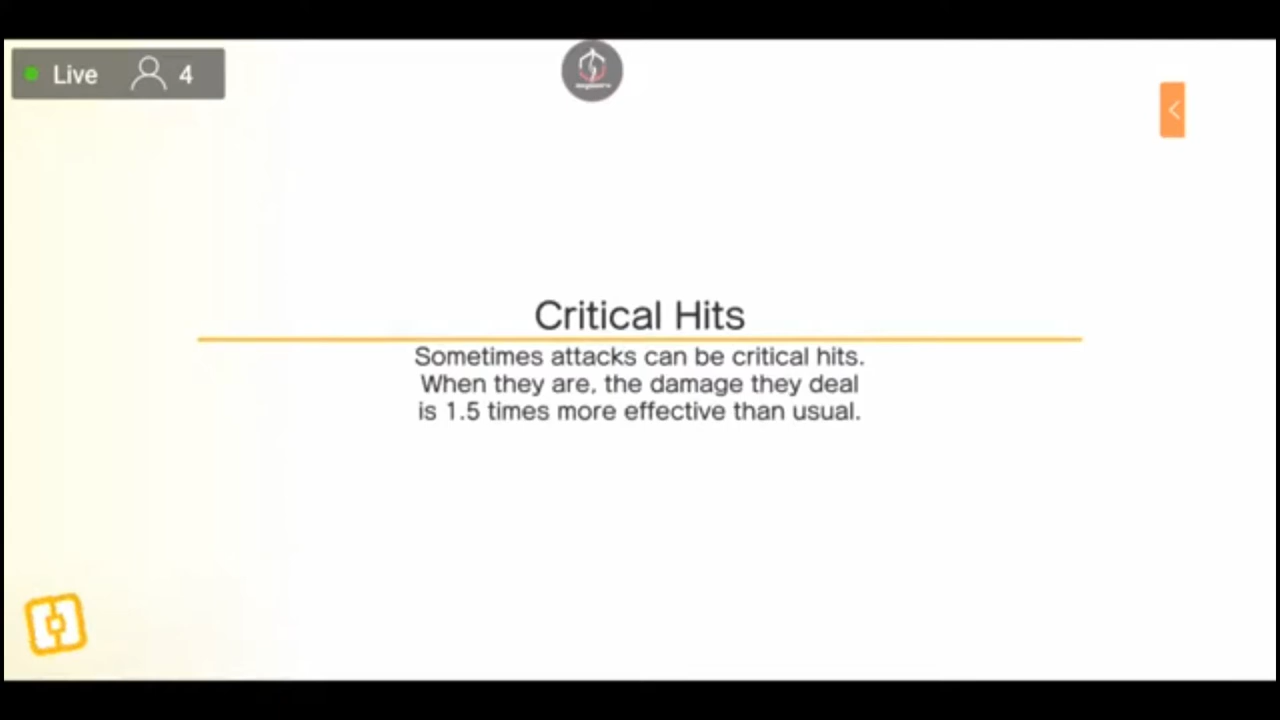 Live 4
Critical Hits
Sometimes attacks can be critical hits.
When they are, the damage they deal
is 1.5 times more effective than usual.